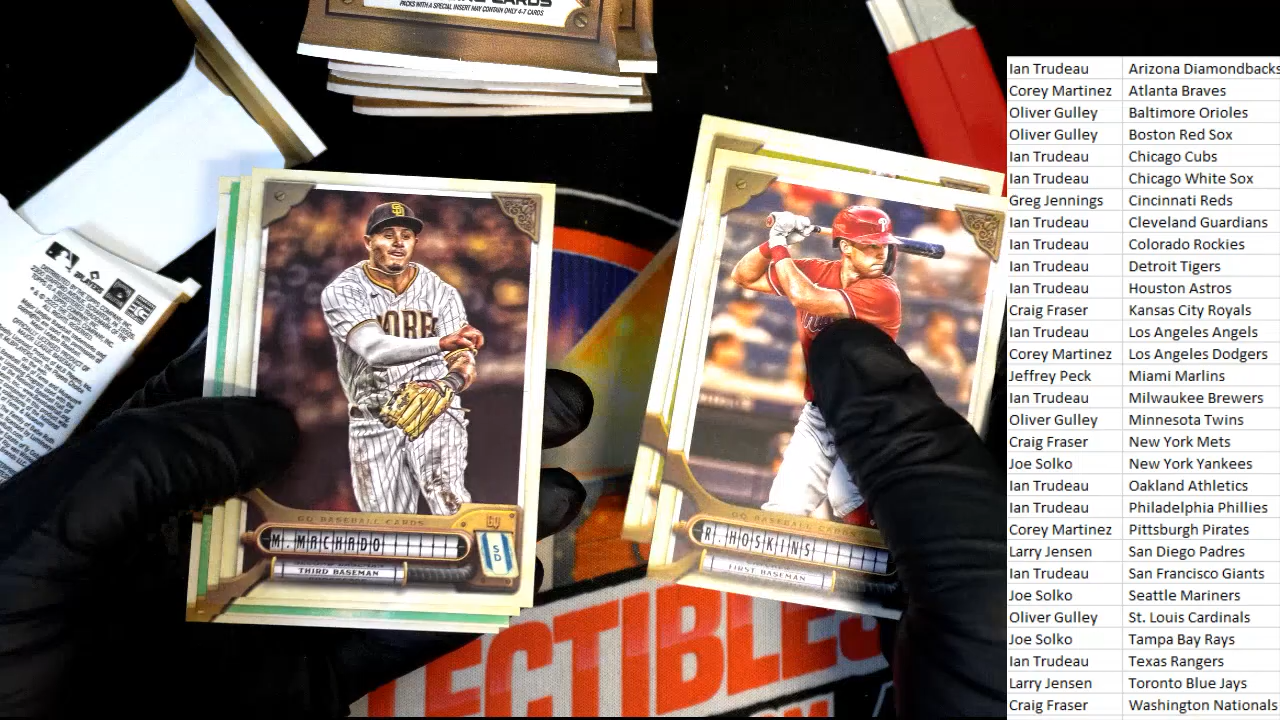 PACKS WITH A SPECIAL INSERT MAY CONTAIN ONLY 4-7 CARDS
SD
PADRES
GQ BASEBALL CARDS
M. MACHADO
THIRD BASEMAN
SD
P
GQ BASEBALL CARDS
R. HOSKINS
FIRST BASEMAN
LECTIBLES
Ian Trudeau Arizona Diamondbacks
Corey Martinez Atlanta Braves
Oliver Gulley Baltimore Orioles
Oliver Gulley Boston Red Sox
Ian Trudeau Chicago Cubs
Ian Trudeau Chicago White Sox
Greg Jennings Cincinnati Reds
Ian Trudeau Cleveland Guardians
Ian Trudeau Colorado Rockies
Ian Trudeau Detroit Tigers
Ian Trudeau Houston Astros
Craig Fraser Kansas City Royals
Ian Trudeau Los Angeles Angels
Corey Martinez Los Angeles Dodgers
Jeffrey Peck Miami Marlins
Ian Trudeau Milwaukee Brewers
Oliver Gulley Minnesota Twins
Craig Fraser New York Mets
Joe Solko New York Yankees
Ian Trudeau Oakland Athletics
Ian Trudeau Philadelphia Phillies
Corey Martinez Pittsburgh Pirates
Larry Jensen San Diego Padres
Ian Trudeau San Francisco Giants
Joe Solko Seattle Mariners
Oliver Gulley St. Louis Cardinals
Joe Solko Tampa Bay Rays
Ian Trudeau Texas Rangers
Larry Jensen Toronto Blue Jays
Craig Fraser Washington Nationals